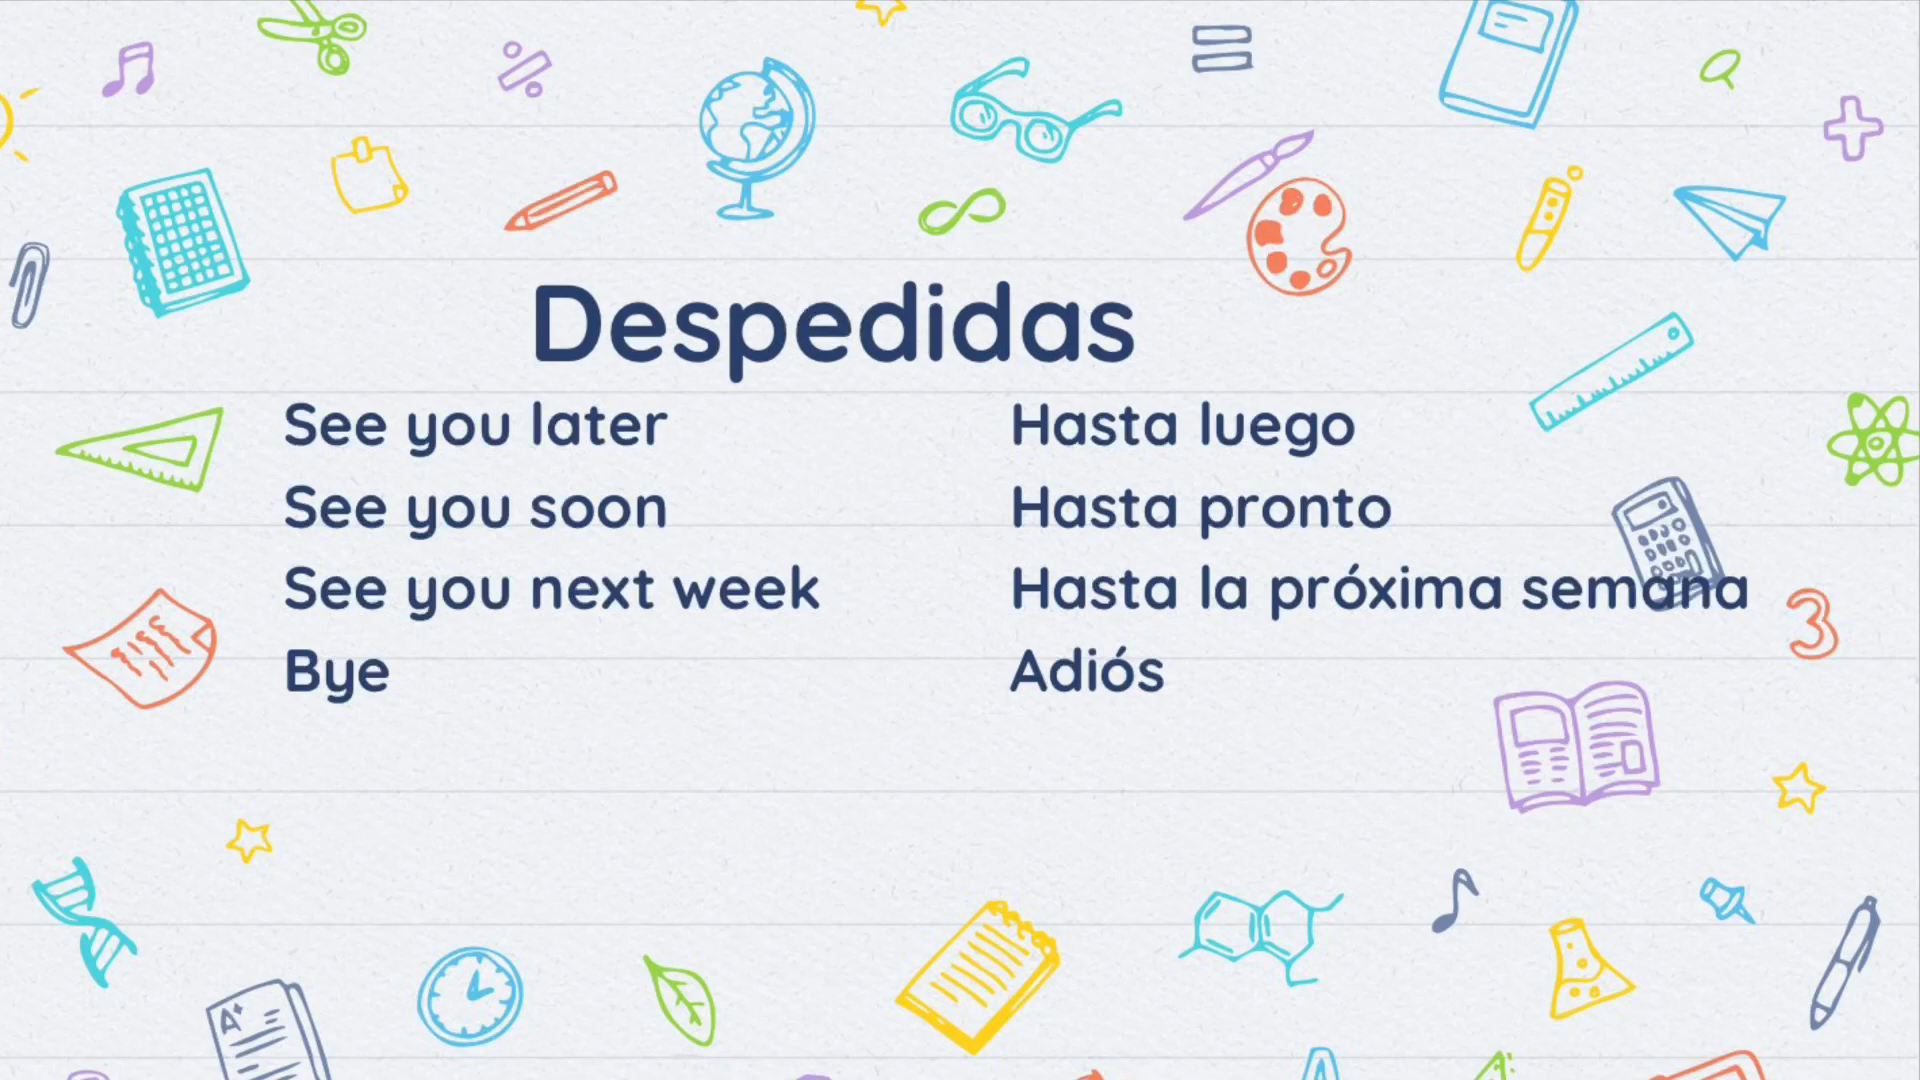 Despedidas
See you later
Hasta luego
See you soon
Hasta pronto
See you next week
Hasta la próxima semana
Bye
Adiós
3
A+